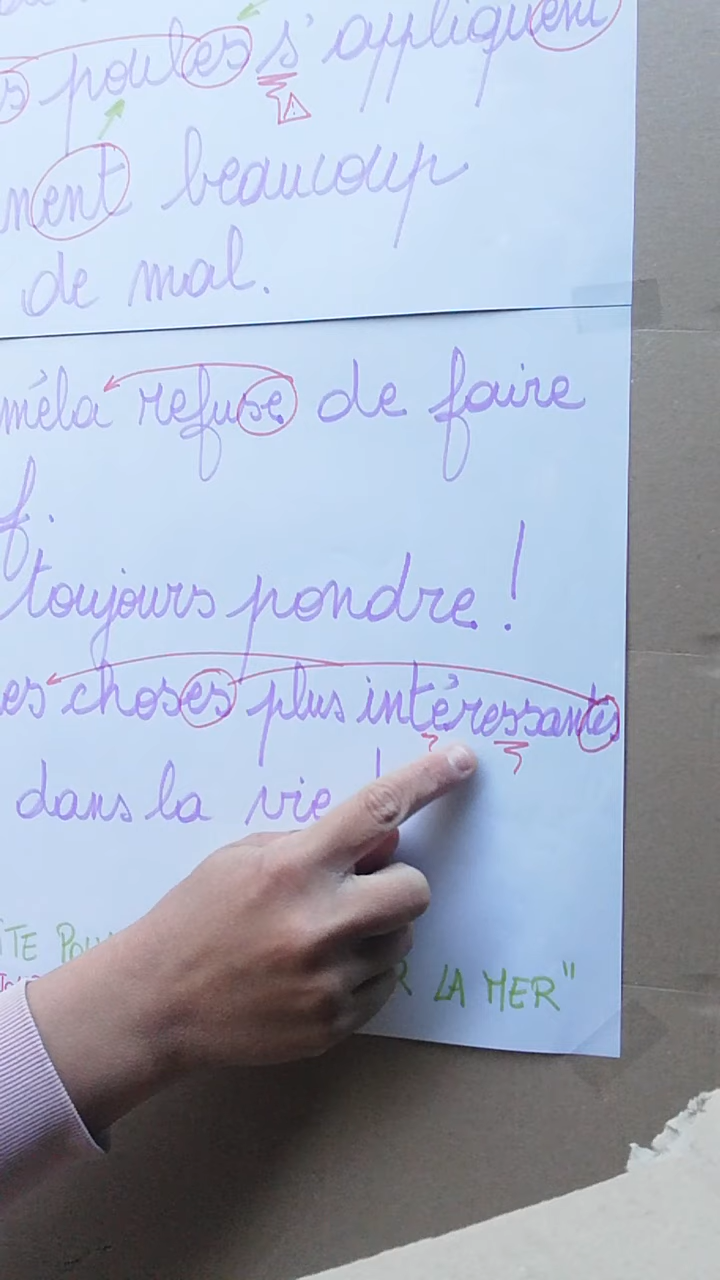 poules s'appliquent
ment beaucoup
de mal.
méla refuse de faire
f.
toujours pondre !
es choses plus intéressantes
dans la vie !
LA MER"